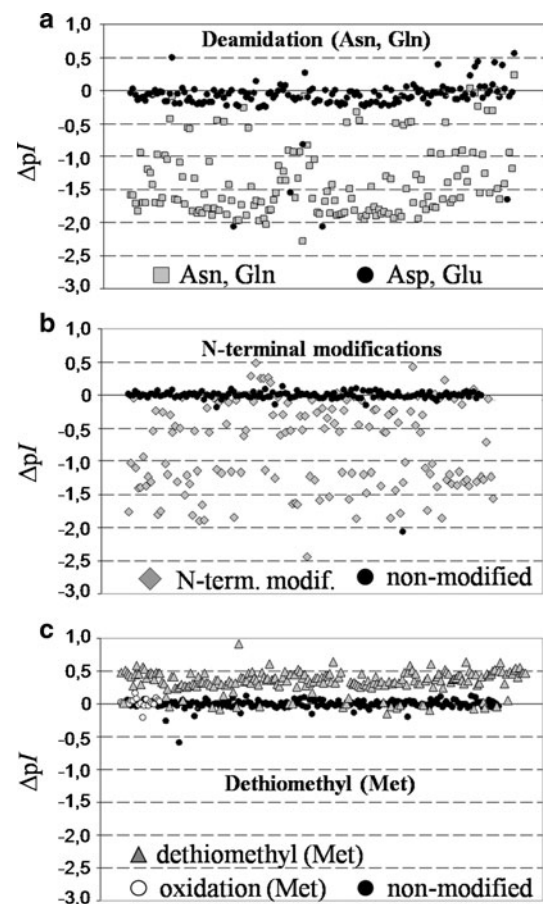 a
1,0
Deamidation (Asn, Gln)
0,5
0
-0,5
-1,0
-1,5
-2,0
-2,5
-3,0
ΔpI
Asn, Gln
Asp, Glu
b
1,0
N-terminal modifications
0,5
0
-0,5
-1,0
-1,5
-2,0
-2,5
-3,0
ΔpI
N-term. modif.
non-modified
c
1,0
0,5
0
-0,5
-1,0
-1,5
-2,0
-2,5
-3,0
ΔpI
Dethiomethyl (Met)
dethiomethyl (Met)
oxidation (Met)
non-modified